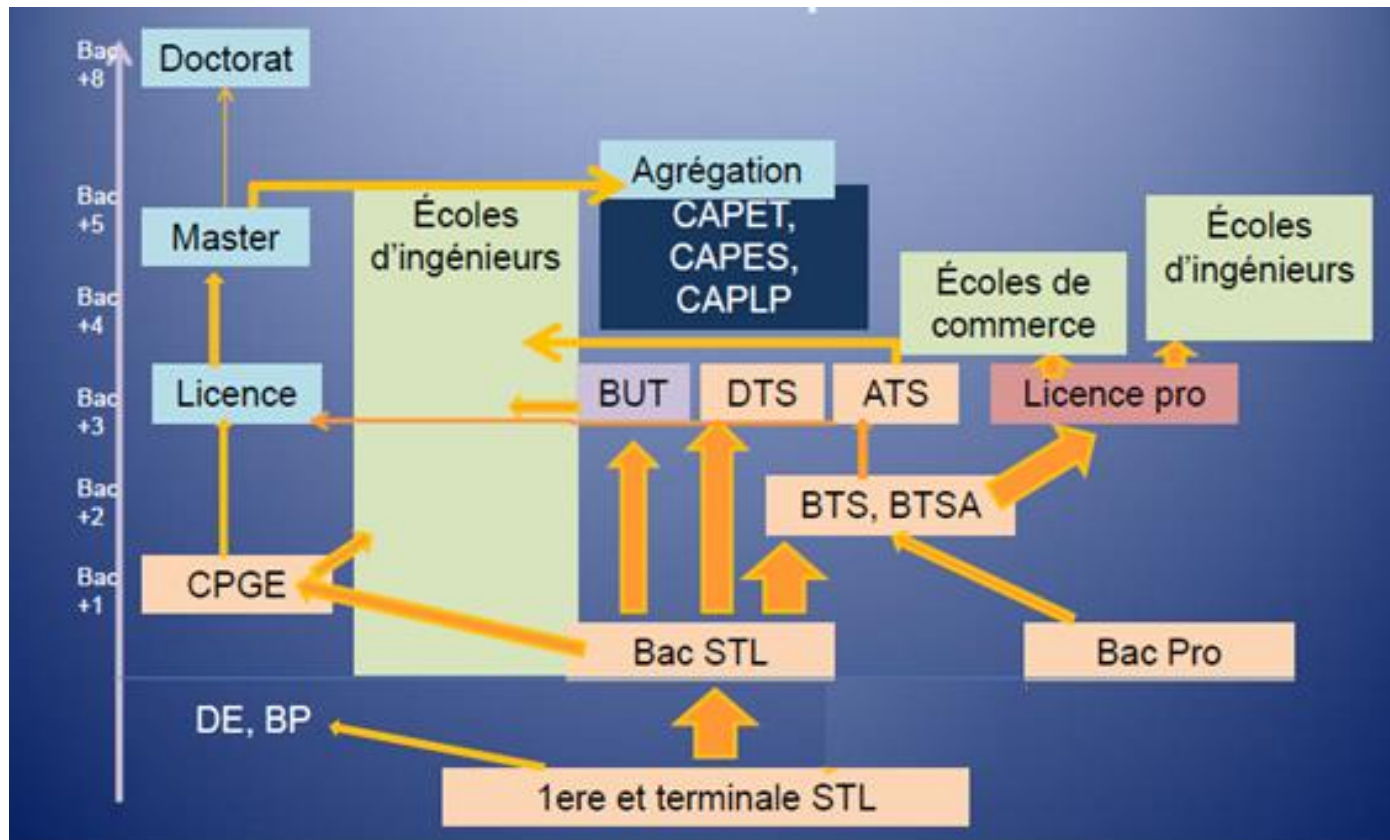 Bac
+8
Doctorat
Agrégation
Bac
+5
Master
Écoles
d'ingénieurs
CAPET,
CAPES,
CAPLP
Écoles
d'ingénieurs
Bac
+4
Écoles de
commerce
Bac
+3
Licence
BUT
DTS
ATS
Licence pro
Bac
+2
BTS, BTSA
Bac
+1
CPGE
Bac STL
Bac Pro
DE, BP
1ere et terminale STL